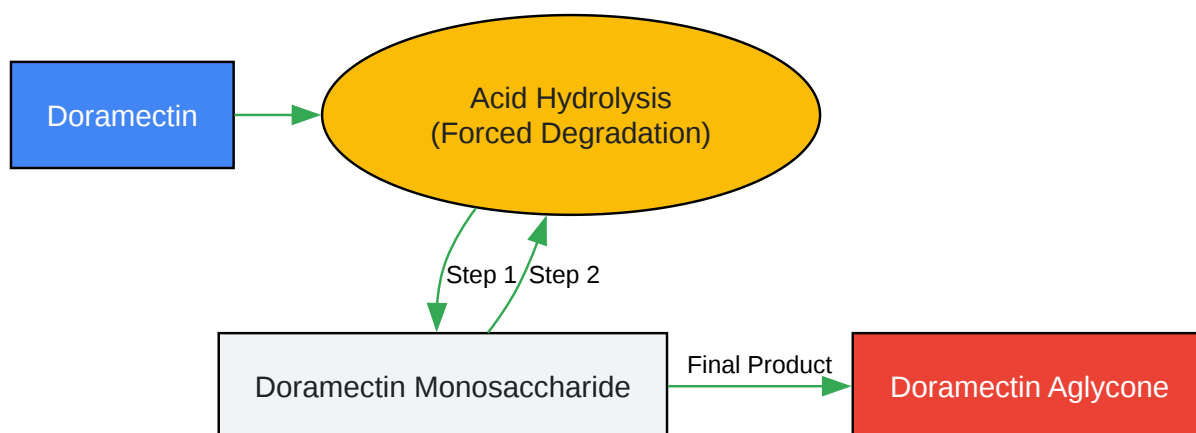 Doramectin
Acid Hydrolysis
(Forced Degradation)
Step 1
Step 2
Doramectin Monosaccharide
Final Product
Doramectin Aglycone